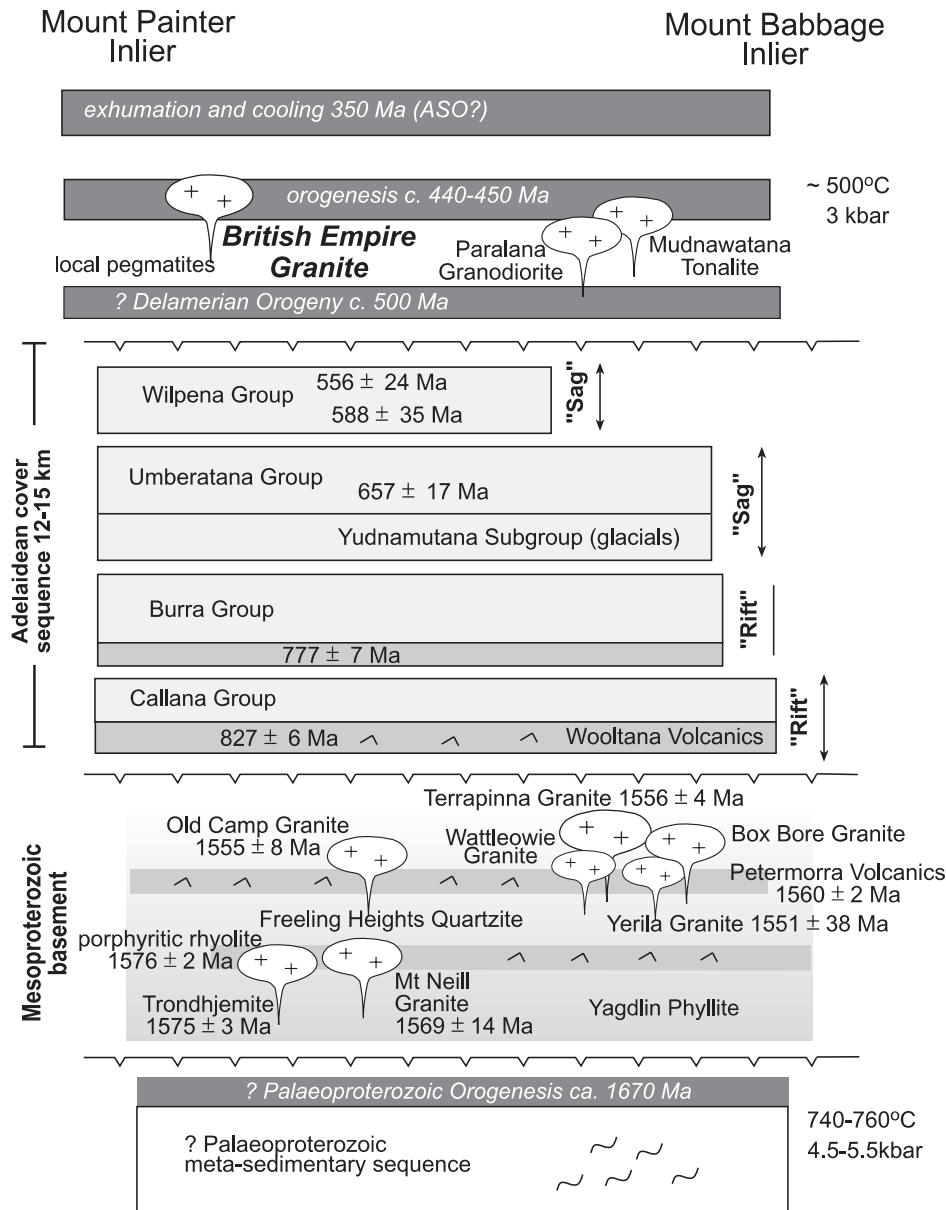 Mount Painter
Inlier
Mount Babbage
Inlier
exhumation and cooling 350 Ma (ASO?)
orogenesis c. 440-450 Ma
~ 500°C
3 kbar
British Empire
Granite
local pegmatites
Paralana
Granodiorite
Mudnawatana
Tonalite
? Delamerian Orogeny c. 500 Ma
Adelaidean cover
sequence 12-15 km
Wilpena Group
556 ± 24 Ma
588 ± 35 Ma
"Sag"
Umberatana Group
657 ± 17 Ma
Yudnamutana Subgroup (glacials)
"Sag"
Burra Group
777 ± 7 Ma
"Rift"
Callana Group
827 ± 6 Ma
Wooltana Volcanics
"Rift"
Mesoproterozoic
basement
Terrapinna Granite 1556 ± 4 Ma
Old Camp Granite
1555 ± 8 Ma
Wattleowie
Granite
Box Bore Granite
Petermorra Volcanics
1560 ± 2 Ma
Freeling Heights Quartzite
Yerila Granite 1551 ± 38 Ma
porphyritic rhyolite
1576 ± 2 Ma
Trondhjemite
1575 ± 3 Ma
Mt Neill
Granite
1569 ± 14 Ma
Yagdlin Phyllite
? Palaeoproterozoic Orogenesis ca. 1670 Ma
? Palaeoproterozoic
meta-sedimentary sequence
740-760°C
4.5-5.5kbar